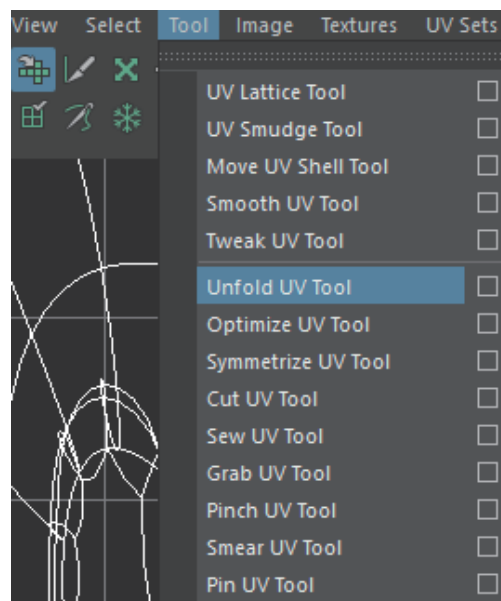 View Select Tool Image Textures UV Sets
UV Lattice Tool
UV Smudge Tool
Move UV Shell Tool
Smooth UV Tool
Tweak UV Tool
Unfold UV Tool
Optimize UV Tool
Symmetrize UV Tool
Cut UV Tool
Sew UV Tool
Grab UV Tool
Pinch UV Tool
Smear UV Tool
Pin UV Tool